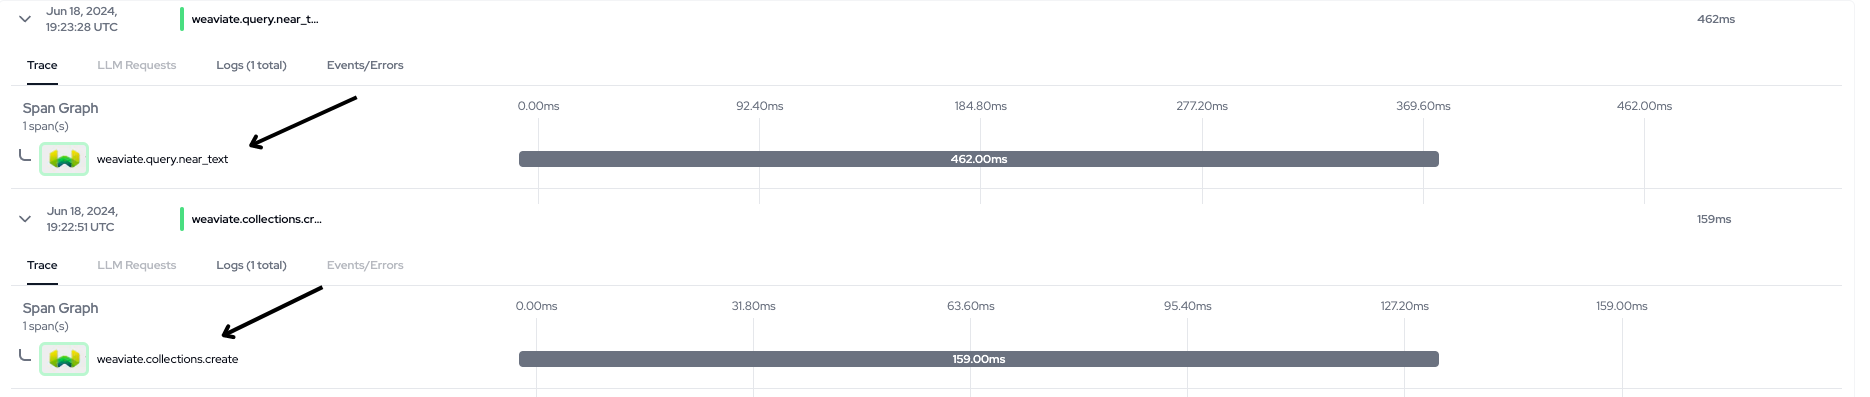 Jun 18, 2024,
19:23:28 UTC
weaviate.query.near_t...
462ms
Trace
LLM Requests
Logs (1 total)
Events/Errors
Span Graph
1 span(s)
0.00ms
92.40ms
184.80ms
277.20ms
369.60ms
462.00ms
weaviate.query.near_text
462.00ms
Jun 18, 2024,
19:22:51 UTC
weaviate.collections.cr...
159ms
Trace
LLM Requests
Logs (1 total)
Events/Errors
Span Graph
1 span(s)
0.00ms
31.80ms
63.60ms
95.40ms
127.20ms
159.00ms
weaviate.collections.create
159.00ms